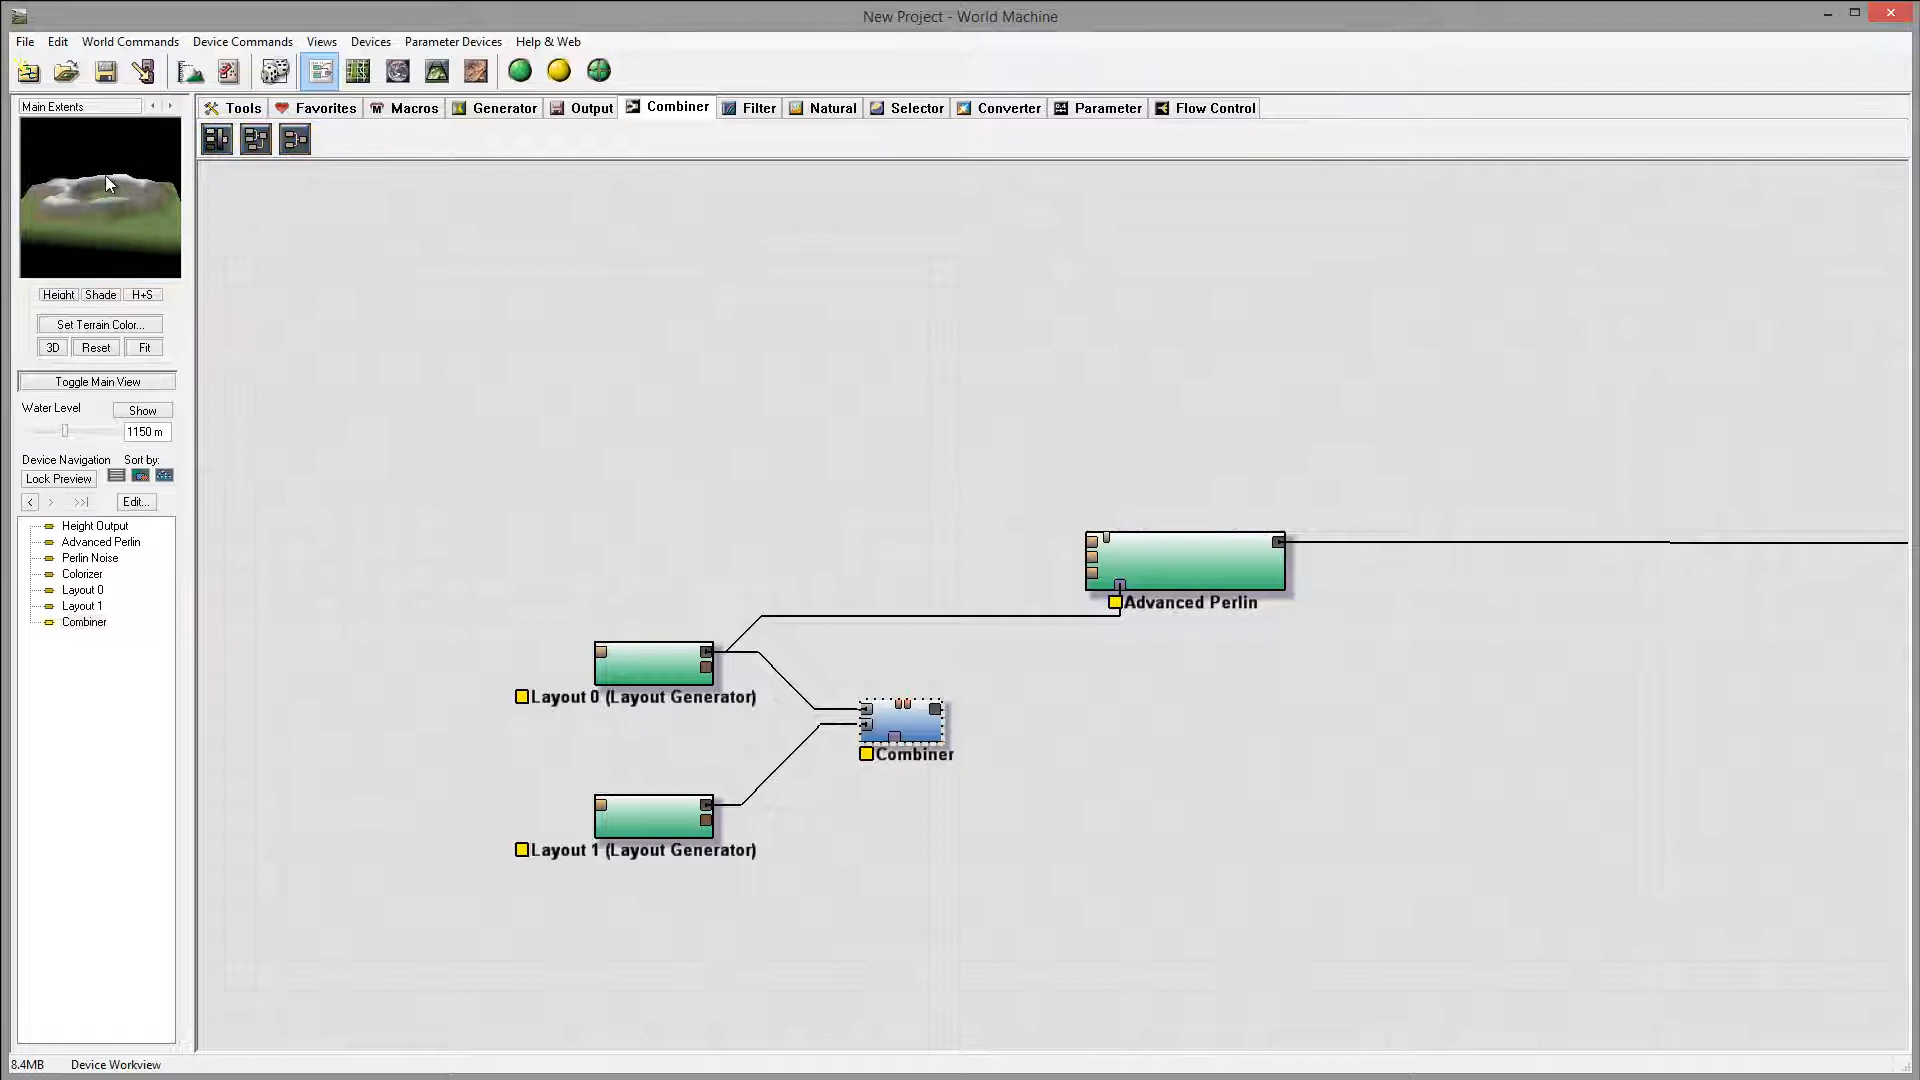 New Project - World Machine
File Edit World Commands Device Commands Views Devices Parameter Devices Help & Web
Main Extents
Tools Favorites Macros Generator Output Combiner Filter Natural Selector Converter Parameter Flow Control
Height Shade H+S
Set Terrain Color...
3D Reset Fit
Toggle Main View
Water Level Show
1150 m
Device Navigation Sort by:
Lock Preview
< > >>| Edit...
Height Output
Advanced Perlin
Perlin Noise
Colorizer
Layout 0
Layout 1
Combiner
Advanced Perlin
Layout 0 (Layout Generator)
Combiner
Layout 1 (Layout Generator)
8.4MB Device Workview